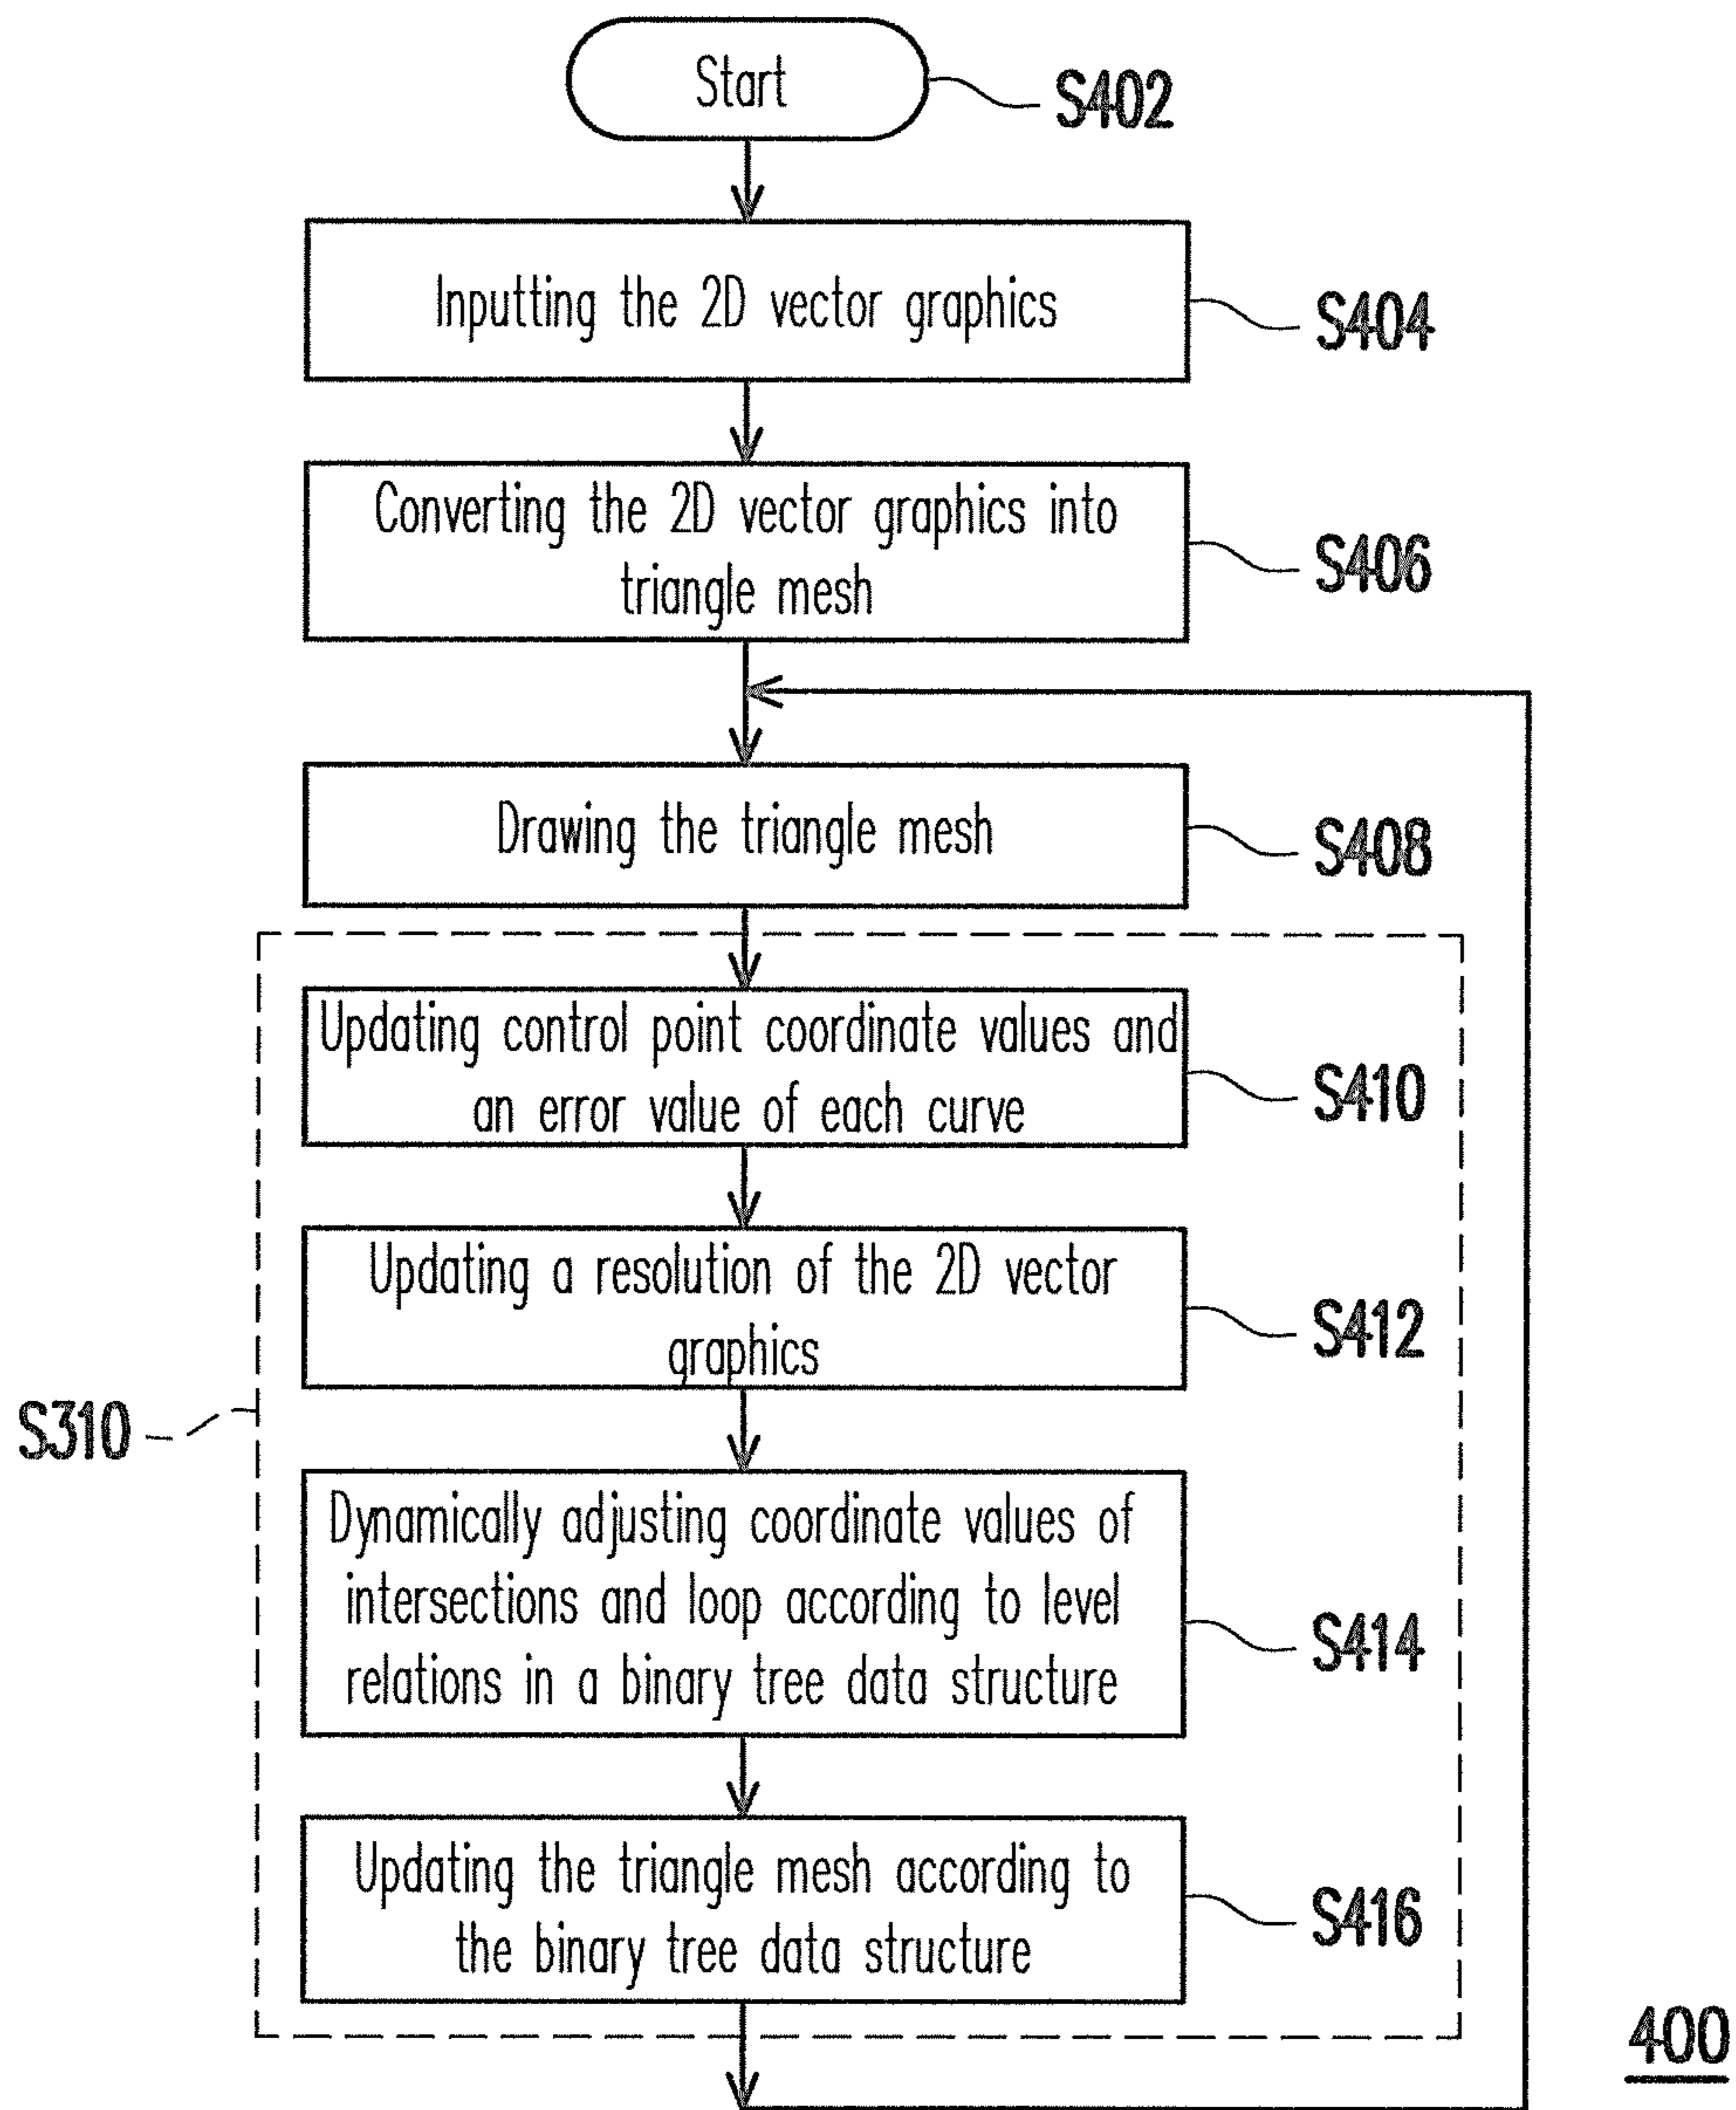 Start
S402
Inputting the 2D vector graphics
S404
Converting the 2D vector graphics into
triangle mesh
S406
Drawing the triangle mesh
S408
Updating control point coordinate values and
an error value of each curve
S410
Updating a resolution of the 2D vector
graphics
S412
S310
Dynamically adjusting coordinate values of
intersections and loop according to level
relations in a binary tree data structure
S414
Updating the triangle mesh according to
the binary tree data structure
S416
400